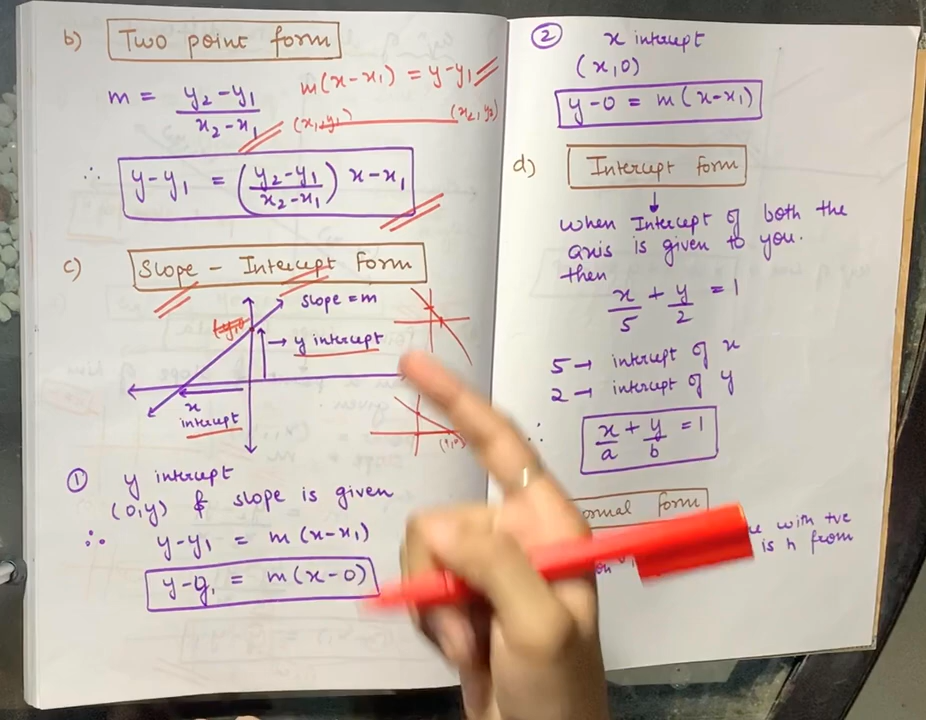 b) Two point form
m = y₂-y₁ / x₂-x₁
m(x-x₁) = y-y₁
(x₁,y₁) (x₂,y₂)
∴ y-y₁ = (y₂-y₁ / x₂-x₁) x-x₁
c) Slope - Intercept form
slope = m
→ y intercept
x
intercept
① y intercept
(0,y) & slope is given
∴ y-y₁ = m(x-x₁)
y-y₁ = m(x-0)
② x intercept
(x,0)
y-0 = m(x-x₁)
d) Intercept form
↓
when Intercept of both the
axis is given to you.
then
x/5 + y/2 = 1
5 → intercept of x
2 → intercept of y
∴ x/a + y/b = 1
form
with +ve
is from